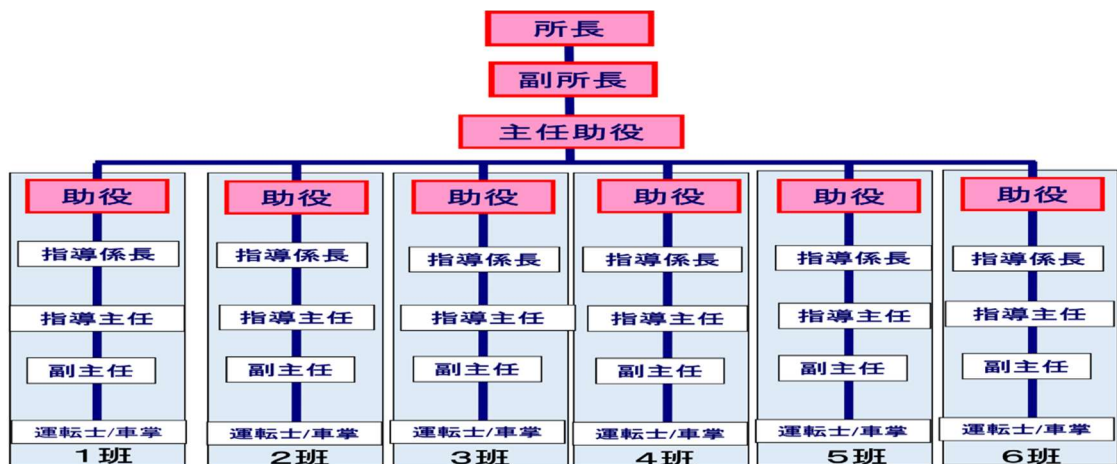 所長
副所長
主任助役
助役 助役 助役 助役 助役 助役
指導係長 指導係長 指導係長 指導係長 指導係長 指導係長
指導主任 指導主任 指導主任 指導主任 指導主任 指導主任
副主任 副主任 副主任 副主任 副主任 副主任
運転士/車掌 運転士/車掌 運転士/車掌 運転士/車掌 運転士/車掌 運転士/車掌
1班 2班 3班 4班 5班 6班